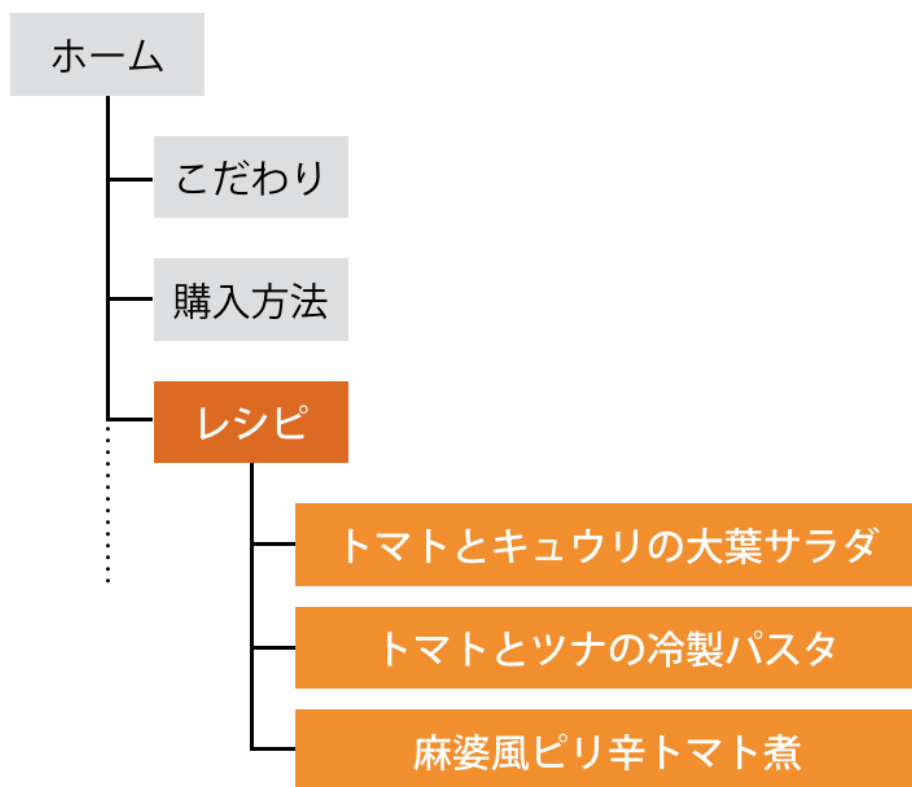 ホーム
こだわり
購入方法
レシピ
トマトとキュウリの大葉サラダ
トマトとツナの冷製パスタ
麻婆風ピリ辛トマト煮